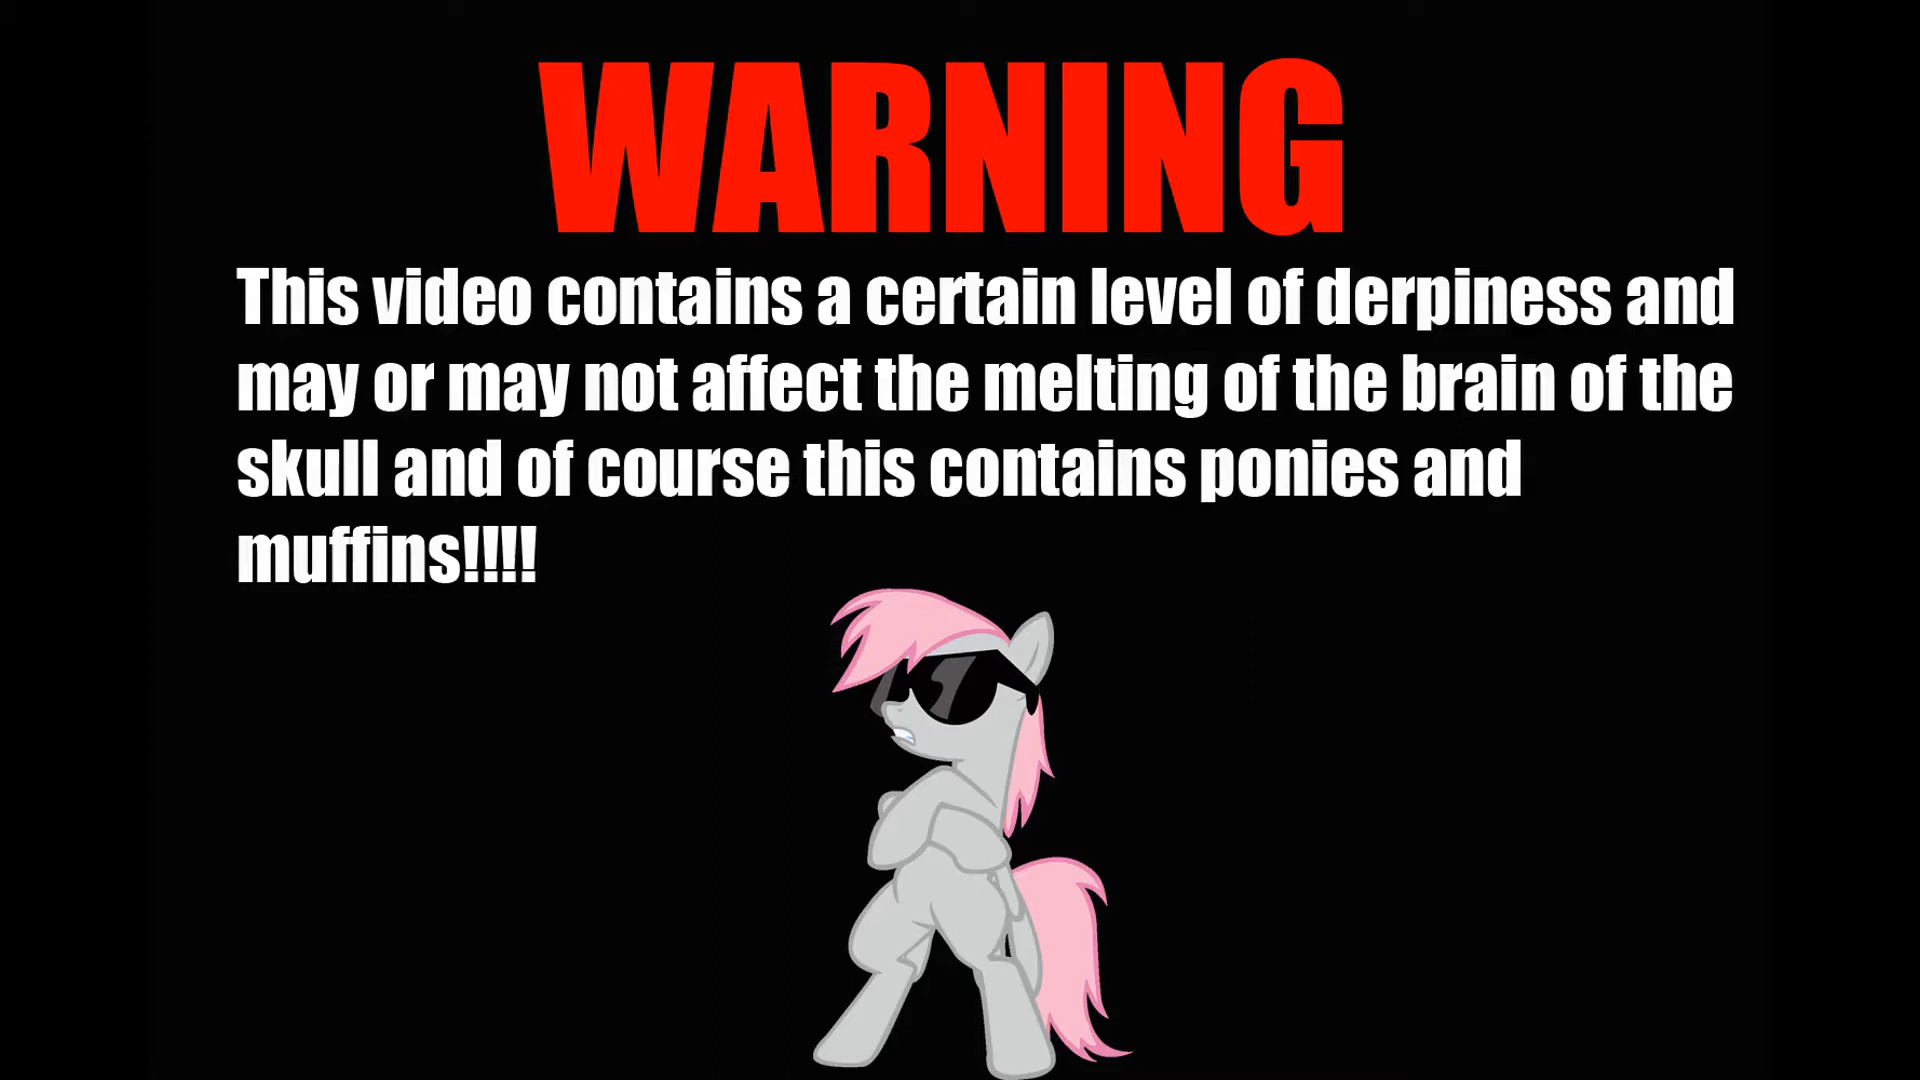 WARNING
This video contains a certain level of derpiness and
may or may not affect the melting of the brain of the
skull and of course this contains ponies and
muffins!!!!